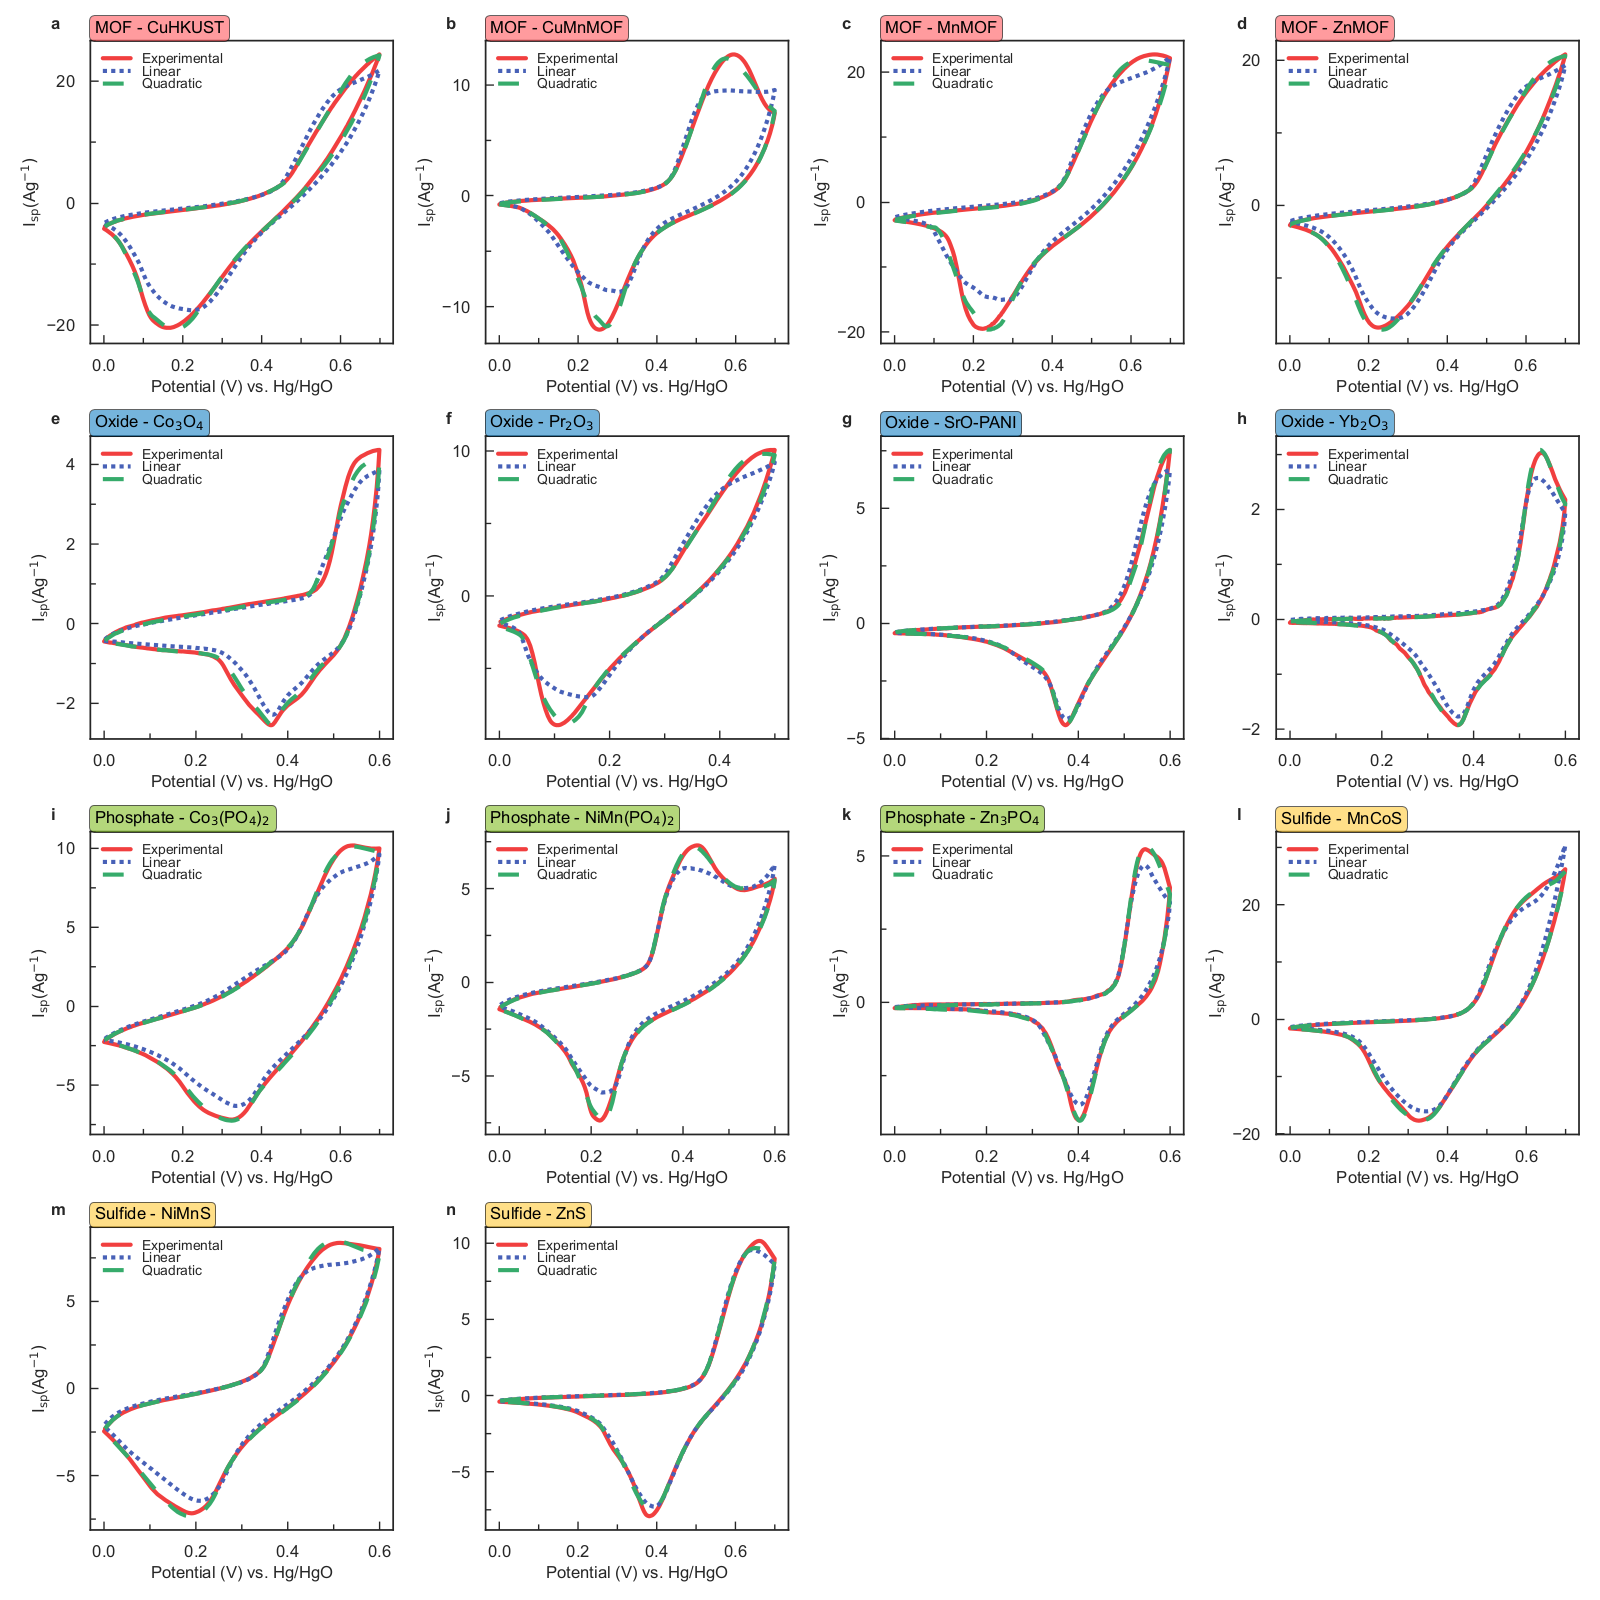 a MOF - CuHKUST
Experimental
Linear
Quadratic
20
0
−20
I_sp(Ag⁻¹)
0.0 0.2 0.4 0.6
Potential (V) vs. Hg/HgO
b MOF - CuMnMOF
Experimental
Linear
Quadratic
10
0
−10
I_sp(Ag⁻¹)
0.0 0.2 0.4 0.6
Potential (V) vs. Hg/HgO
c MOF - MnMOF
Experimental
Linear
Quadratic
20
0
−20
I_sp(Ag⁻¹)
0.0 0.2 0.4 0.6
Potential (V) vs. Hg/HgO
d MOF - ZnMOF
Experimental
Linear
Quadratic
20
0
I_sp(Ag⁻¹)
0.0 0.2 0.4 0.6
Potential (V) vs. Hg/HgO
e Oxide - Co₃O₄
Experimental
Linear
Quadratic
4
2
0
−2
I_sp(Ag⁻¹)
0.0 0.2 0.4 0.6
Potential (V) vs. Hg/HgO
f Oxide - Pr₂O₃
Experimental
Linear
Quadratic
10
0
I_sp(Ag⁻¹)
0.0 0.2 0.4
Potential (V) vs. Hg/HgO
g Oxide - SrO-PANI
Experimental
Linear
Quadratic
5
0
−5
I_sp(Ag⁻¹)
0.0 0.2 0.4 0.6
Potential (V) vs. Hg/HgO
h Oxide - Yb₂O₃
Experimental
Linear
Quadratic
2
0
−2
I_sp(Ag⁻¹)
0.0 0.2 0.4 0.6
Potential (V) vs. Hg/HgO
i Phosphate - Co₃(PO₄)₂
Experimental
Linear
Quadratic
10
5
0
−5
I_sp(Ag⁻¹)
0.0 0.2 0.4 0.6
Potential (V) vs. Hg/HgO
j Phosphate - NiMn(PO₄)₂
Experimental
Linear
Quadratic
5
0
−5
I_sp(Ag⁻¹)
0.0 0.2 0.4 0.6
Potential (V) vs. Hg/HgO
k Phosphate - Zn₃PO₄
Experimental
Linear
Quadratic
5
0
I_sp(Ag⁻¹)
0.0 0.2 0.4 0.6
Potential (V) vs. Hg/HgO
l Sulfide - MnCoS
Experimental
Linear
Quadratic
20
0
−20
I_sp(Ag⁻¹)
0.0 0.2 0.4 0.6
Potential (V) vs. Hg/HgO
m Sulfide - NiMnS
Experimental
Linear
Quadratic
5
0
−5
I_sp(Ag⁻¹)
0.0 0.2 0.4 0.6
Potential (V) vs. Hg/HgO
n Sulfide - ZnS
Experimental
Linear
Quadratic
10
5
0
−5
I_sp(Ag⁻¹)
0.0 0.2 0.4 0.6
Potential (V) vs. Hg/HgO